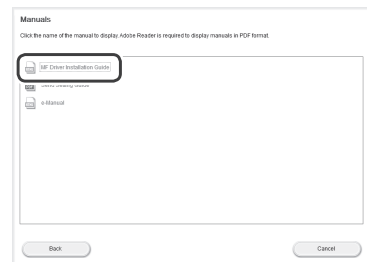 Manuals
Click the name of the manual to display. Adobe Reader is required to display manuals in PDF format.
MF Driver Installation Guide
e-Manual
Back
Cancel